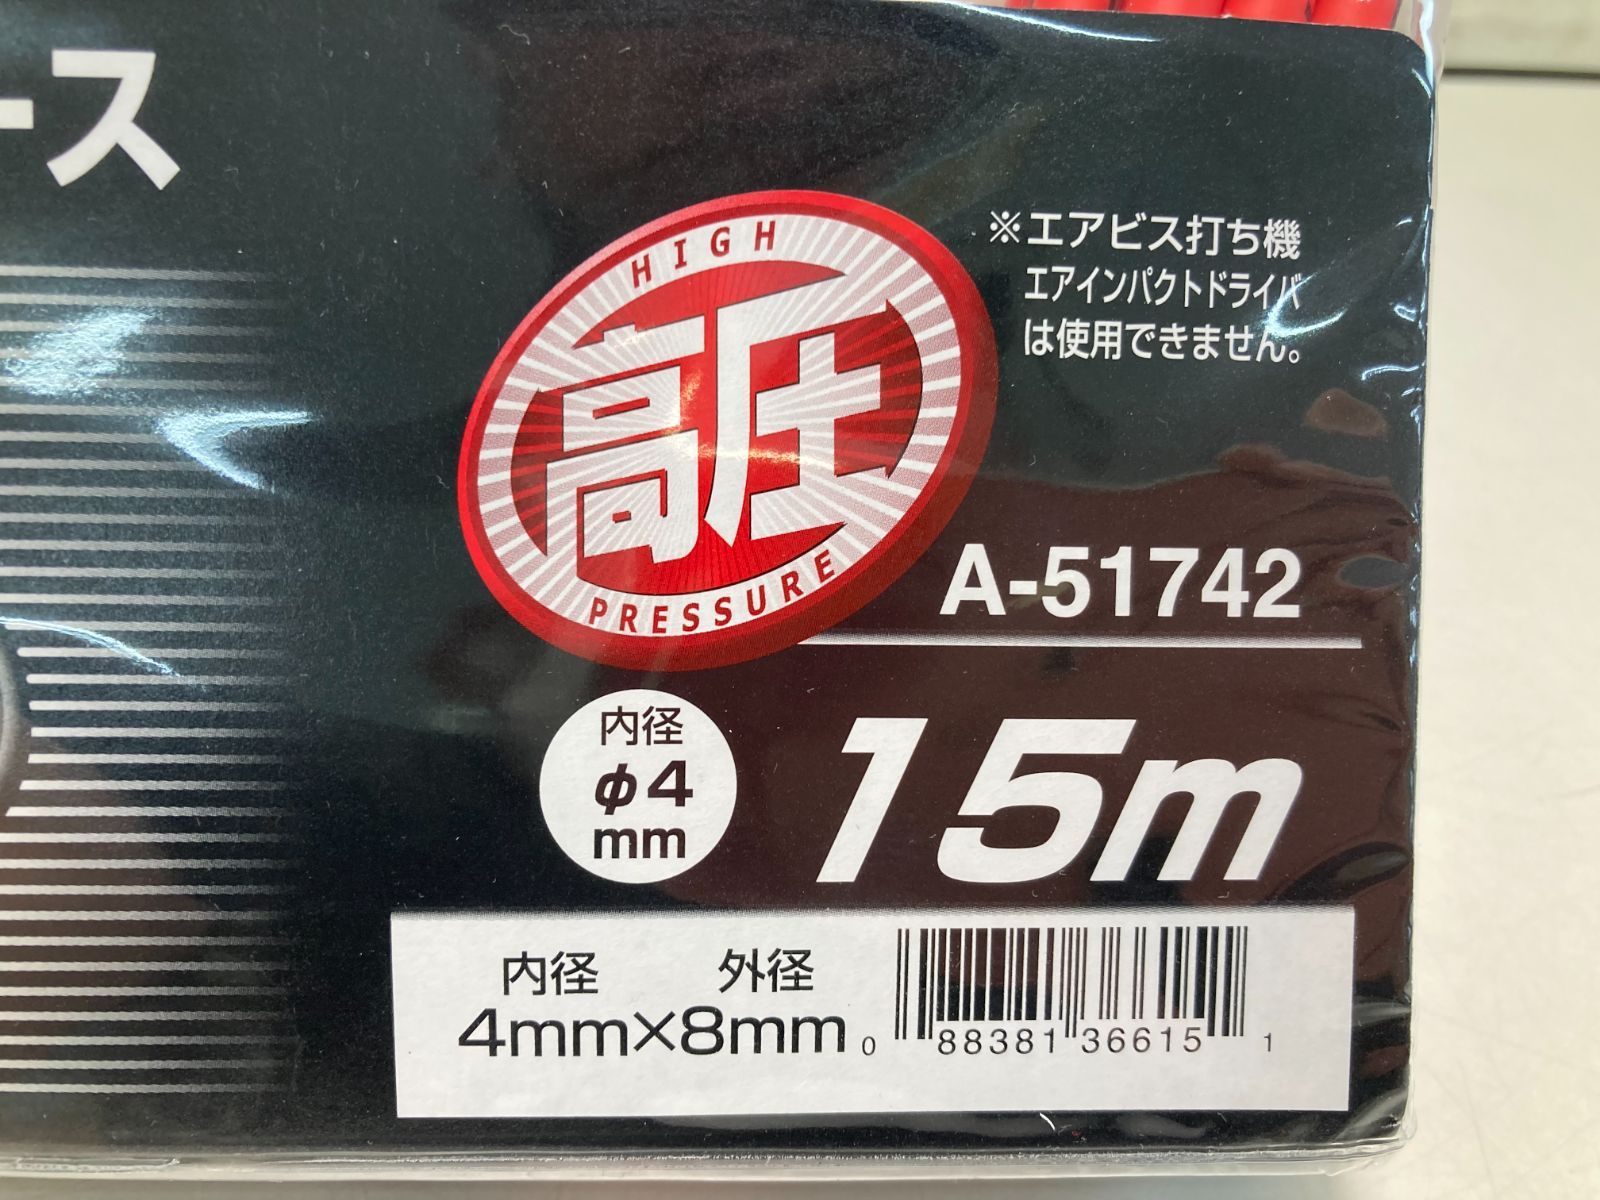 ース
HIGH
高圧
PRESSURE
※エアビス打ち機
エアインパクトドライバ
は使用できません。
A-51742
内径
φ4
mm
15m
内径 外径
4mm×8mm
0 88381 36615 1